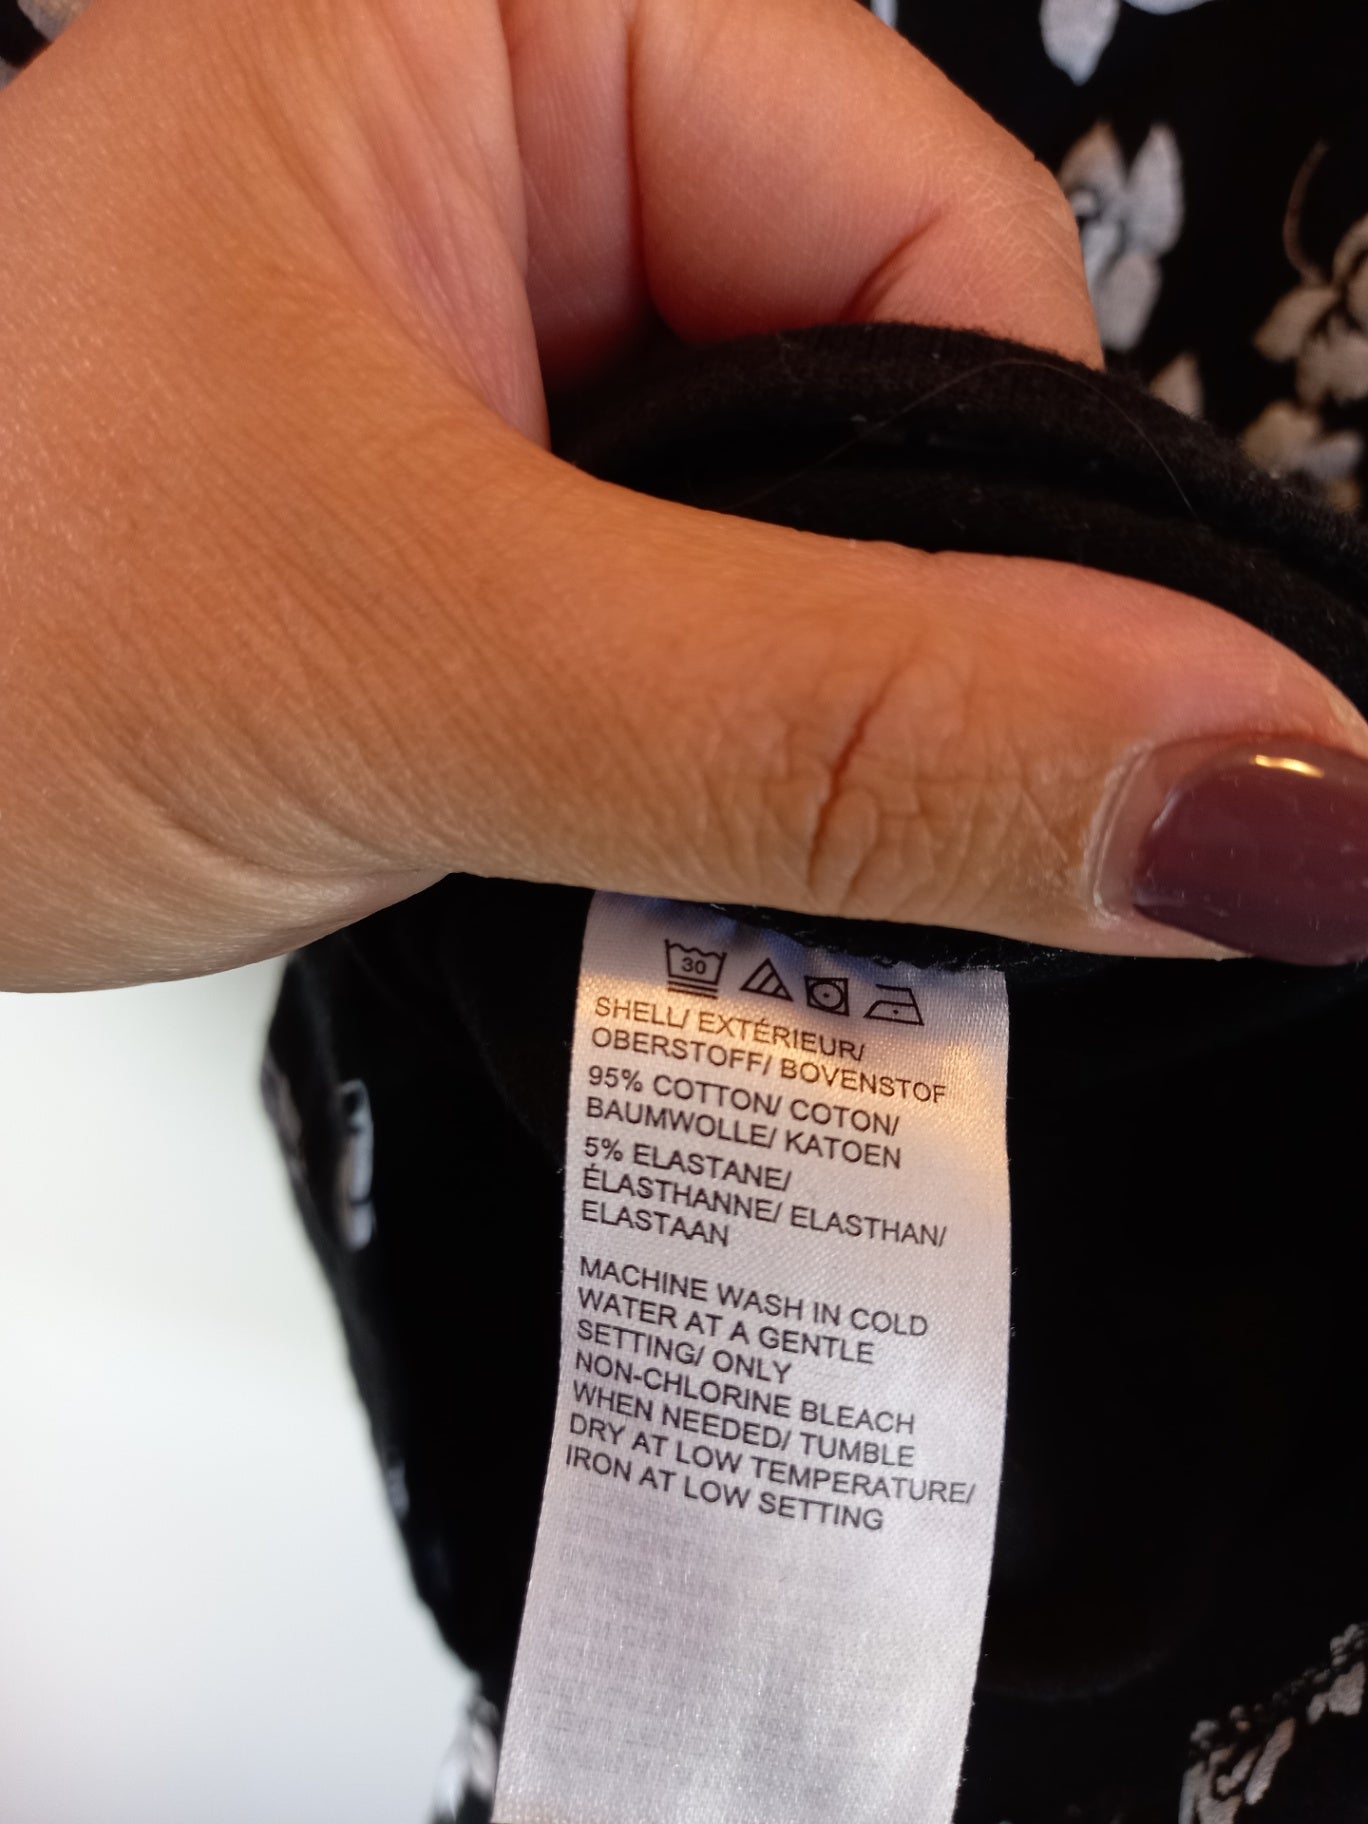 30
SHELL/ EXTÉRIEUR/
OBERSTOFF/ BOVENSTOF
95% COTTON/ COTON/
BAUMWOLLE/ KATOEN
5% ELASTANE/
ÉLASTHANNE/ ELASTHAN/
ELASTAAN
MACHINE WASH IN COLD
WATER AT A GENTLE
SETTING/ ONLY
NON-CHLORINE BLEACH
WHEN NEEDED/ TUMBLE
DRY AT LOW TEMPERATURE/
IRON AT LOW SETTING